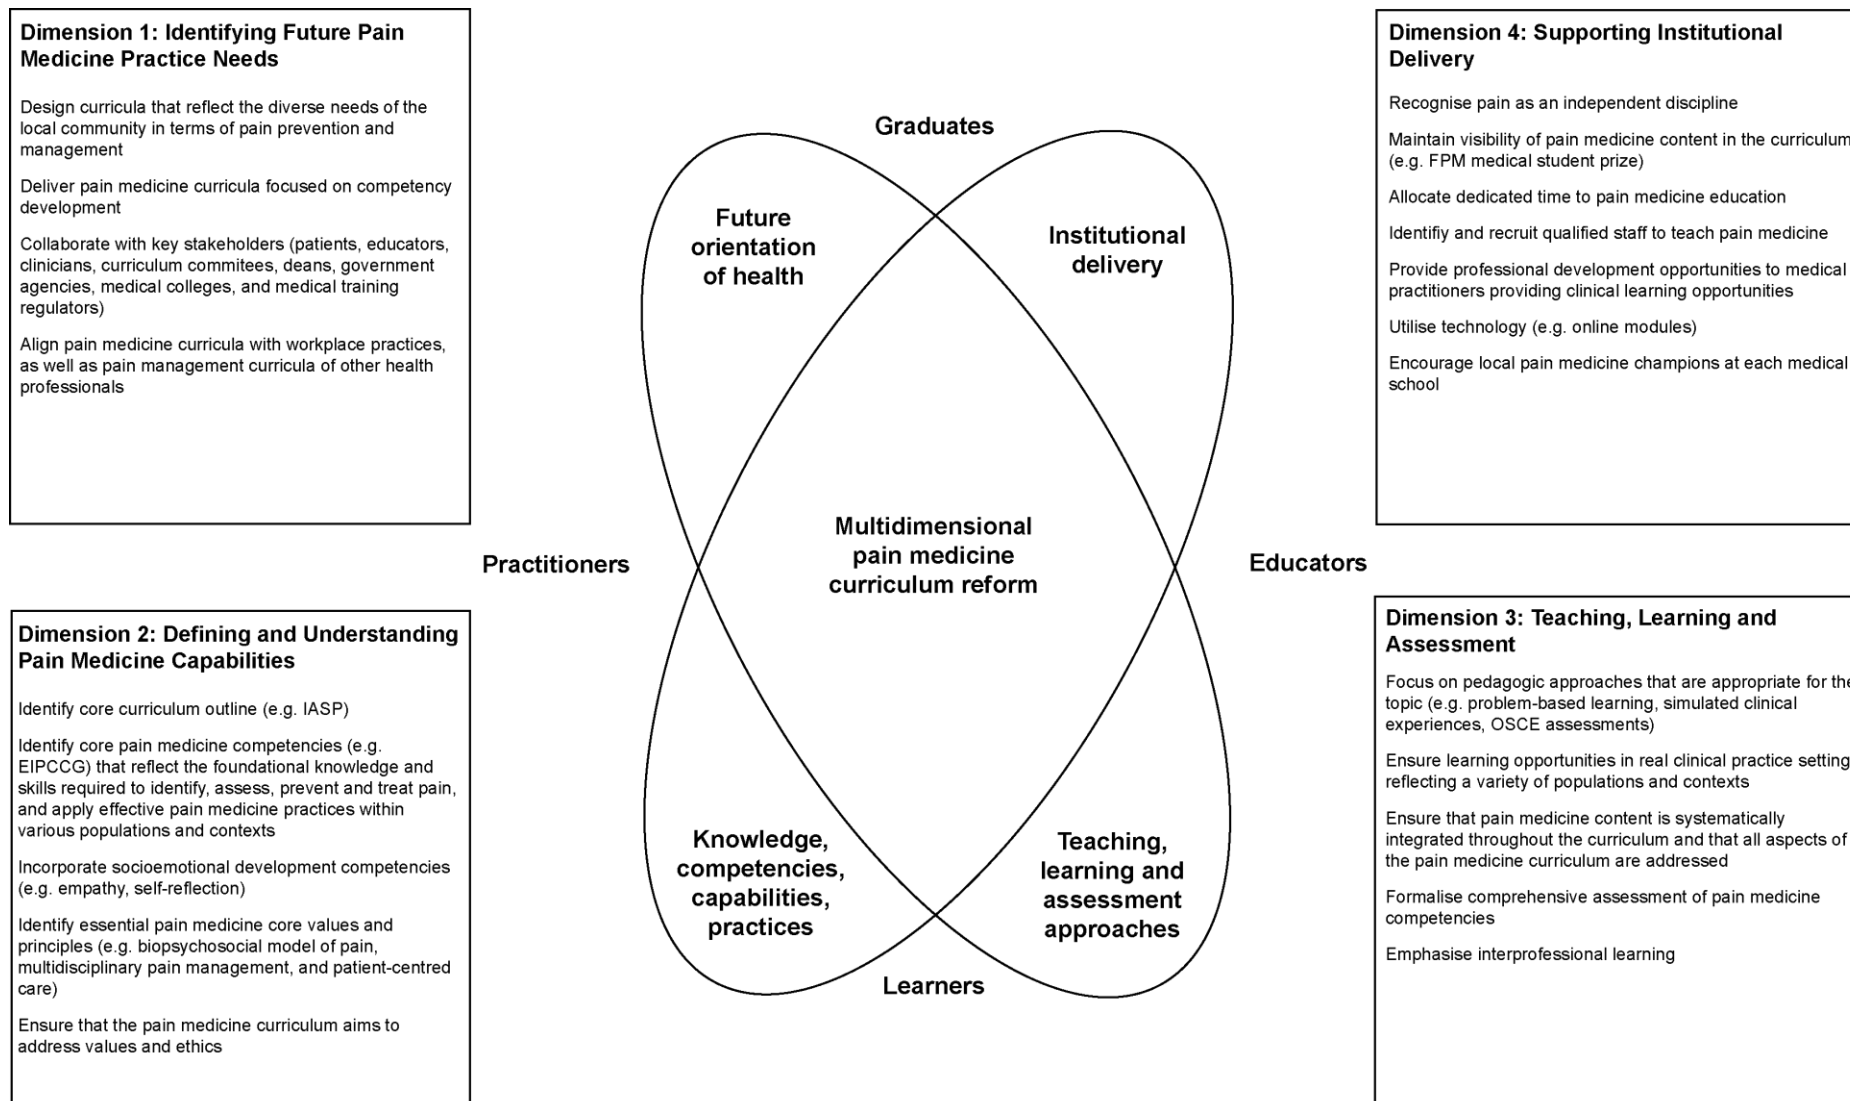 Dimension 1: Identifying Future Pain
Medicine Practice Needs
Design curricula that reflect the diverse needs of the
local community in terms of pain prevention and
management
Deliver pain medicine curricula focused on competency
development
Collaborate with key stakeholders (patients, educators,
clinicians, curriculum commitees, deans, government
agencies, medical colleges, and medical training
regulators)
Align pain medicine curricula with workplace practices,
as well as pain management curricula of other health
professionals
Dimension 4: Supporting Institutional
Delivery
Recognise pain as an independent discipline
Maintain visibility of pain medicine content in the curriculum
(e.g. FPM medical student prize)
Allocate dedicated time to pain medicine education
Identifiy and recruit qualified staff to teach pain medicine
Provide professional development opportunities to medical
practitioners providing clinical learning opportunities
Utilise technology (e.g. online modules)
Encourage local pain medicine champions at each medical
school
Graduates
Future
orientation
of health
Institutional
delivery
Multidimensional
pain medicine
curriculum reform
Practitioners
Educators
Knowledge,
competencies,
capabilities,
practices
Teaching,
learning and
assessment
approaches
Learners
Dimension 2: Defining and Understanding
Pain Medicine Capabilities
Identify core curriculum outline (e.g. IASP)
Identify core pain medicine competencies (e.g.
EIPCCG) that reflect the foundational knowledge and
skills required to identify, assess, prevent and treat pain,
and apply effective pain medicine practices within
various populations and contexts
Incorporate socioemotional development competencies
(e.g. empathy, self-reflection)
Identify essential pain medicine core values and
principles (e.g. biopsychosocial model of pain,
multidisciplinary pain management, and patient-centred
care)
Ensure that the pain medicine curriculum aims to
address values and ethics
Dimension 3: Teaching, Learning and
Assessment
Focus on pedagogic approaches that are appropriate for the
topic (e.g. problem-based learning, simulated clinical
experiences, OSCE assessments)
Ensure learning opportunities in real clinical practice setting
reflecting a variety of populations and contexts
Ensure that pain medicine content is systematically
integrated throughout the curriculum and that all aspects of
the pain medicine curriculum are addressed
Formalise comprehensive assessment of pain medicine
competencies
Emphasise interprofessional learning